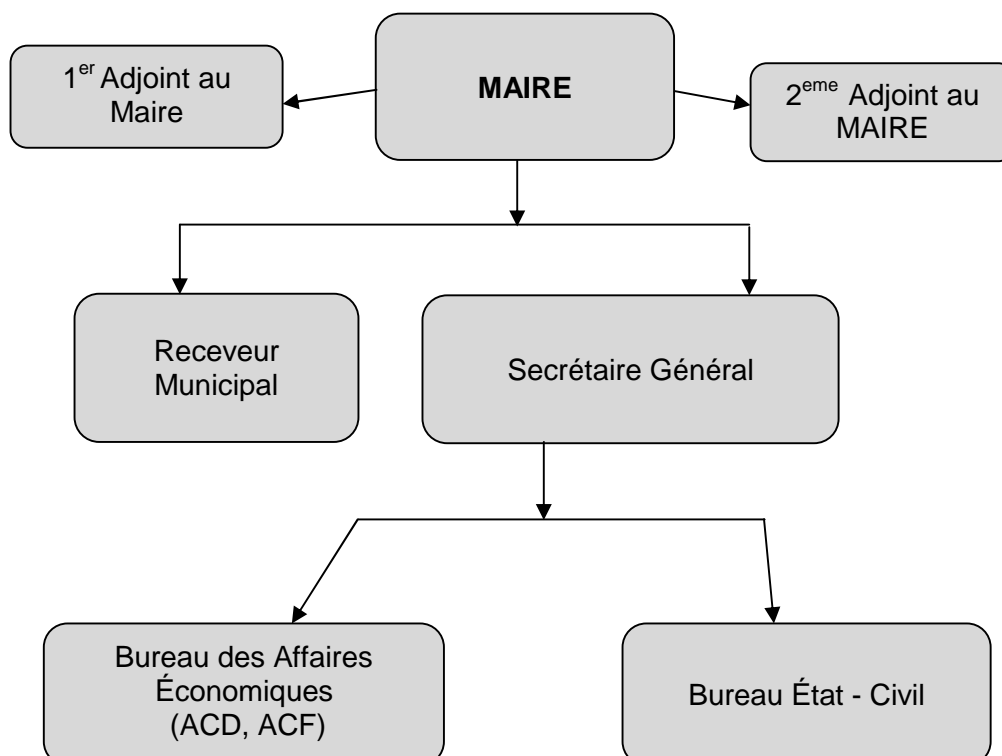 1er Adjoint au
Maire
MAIRE
2eme Adjoint au
MAIRE
Receveur
Municipal
Secrétaire Général
Bureau des Affaires
Économiques
(ACD, ACF)
Bureau État - Civil